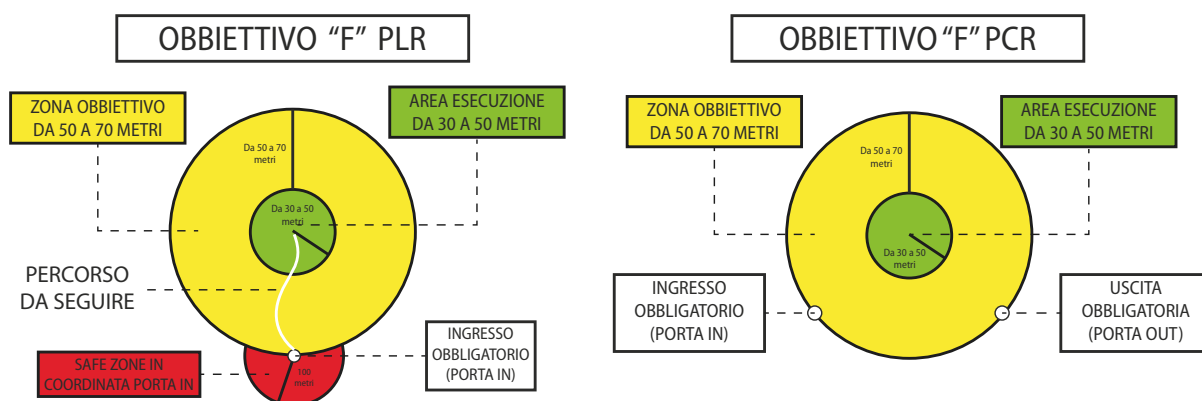 OBBIETTIVO “F” PLR
ZONA OBBIETTIVO
DA 50 A 70 METRI
AREA ESECUZIONE
DA 30 A 50 METRI
Da 50 a 70
metri
Da 30 a 50
metri
PERCORSO
DA SEGUIRE
INGRESSO
OBBLIGATORIO
(PORTA IN)
SAFE ZONE IN
COORDINATA PORTA IN
100
metri
OBBIETTIVO “F” PCR
ZONA OBBIETTIVO
DA 50 A 70 METRI
AREA ESECUZIONE
DA 30 A 50 METRI
Da 50 a 70
metri
Da 30 a 50
metri
INGRESSO
OBBLIGATORIO
(PORTA IN)
USCITA
OBBLIGATORIA
(PORTA OUT)